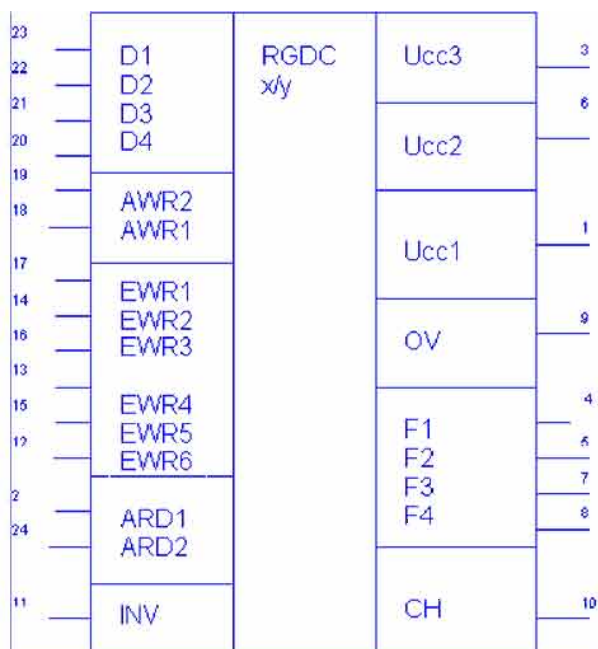 23
22
21
20
19
18
17
14
16
13
15
12
2
24
11
D1
D2
D3
D4
AWR2
AWR1
EWR1
EWR2
EWR3
EWR4
EWR5
EWR6
ARD1
ARD2
INV
RGDC
x/y
Ucc3
Ucc2
Ucc1
OV
F1
F2
F3
F4
CH
3
6
1
9
4
5
7
8
10